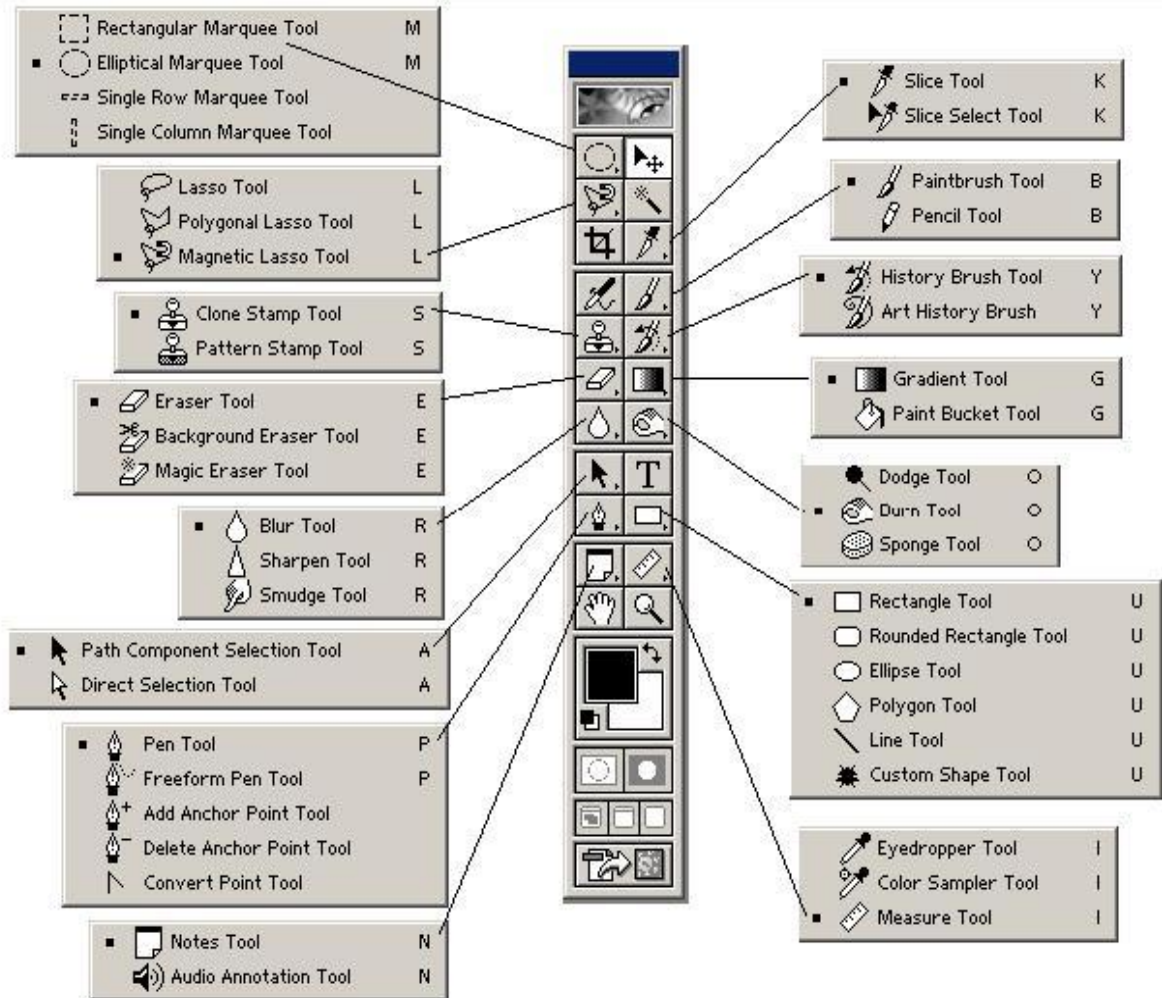 Rectangular Marquee Tool M
Elliptical Marquee Tool M
Single Row Marquee Tool
Single Column Marquee Tool
Lasso Tool L
Polygonal Lasso Tool L
Magnetic Lasso Tool L
Clone Stamp Tool S
Pattern Stamp Tool S
Eraser Tool E
Background Eraser Tool E
Magic Eraser Tool E
Blur Tool R
Sharpen Tool R
Smudge Tool R
Path Component Selection Tool A
Direct Selection Tool A
Pen Tool P
Freeform Pen Tool P
Add Anchor Point Tool
Delete Anchor Point Tool
Convert Point Tool
Notes Tool N
Audio Annotation Tool N
T
Slice Tool K
Slice Select Tool K
Paintbrush Tool B
Pencil Tool B
History Brush Tool Y
Art History Brush Y
Gradient Tool G
Paint Bucket Tool G
Dodge Tool O
Durn Tool O
Sponge Tool O
Rectangle Tool U
Rounded Rectangle Tool U
Ellipse Tool U
Polygon Tool U
Line Tool U
Custom Shape Tool U
Eyedropper Tool I
Color Sampler Tool I
Measure Tool I